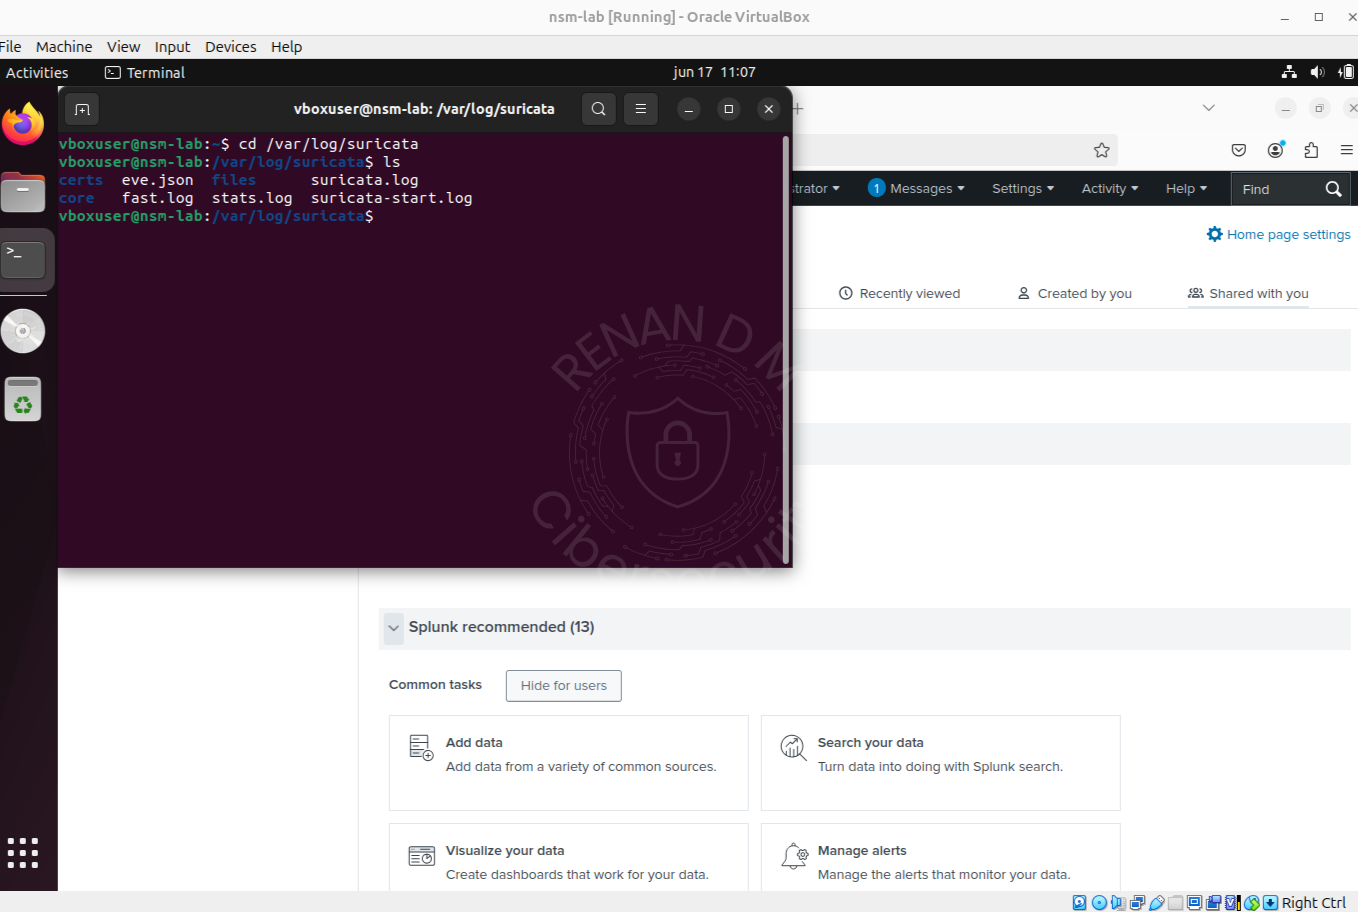 nsm-lab [Running] - Oracle VirtualBox
File Machine View Input Devices Help
Activities Terminal jun 17 11:07
vboxuser@nsm-lab: /var/log/suricata
vboxuser@nsm-lab:~$ cd /var/log/suricata
vboxuser@nsm-lab:/var/log/suricata$ ls
certs eve.json files suricata.log
core fast.log stats.log suricata-start.log
vboxuser@nsm-lab:/var/log/suricata$
RENAN D M
Cibersecuri
strator 1 Messages Settings Activity Help Find
Home page settings
Recently viewed Created by you Shared with you
Splunk recommended (13)
Common tasks Hide for users
Add data
Add data from a variety of common sources.
Search your data
Turn data into doing with Splunk search.
Visualize your data
Create dashboards that work for your data.
Manage alerts
Manage the alerts that monitor your data.
Right Ctrl